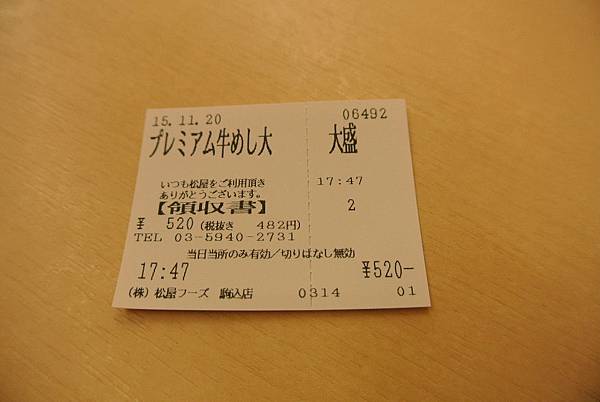 15.11.20 06492
プレミアム牛めし大 大盛
いつも松屋をご利用頂き 17:47
ありがとうございます。
【領収書】 2
¥ 520 (税抜き 482円)
TEL 03-5940-2731
当日当所のみ有効/切りはなし無効
17:47 ¥520-
(株)松屋フーズ 駒込店 0314 01